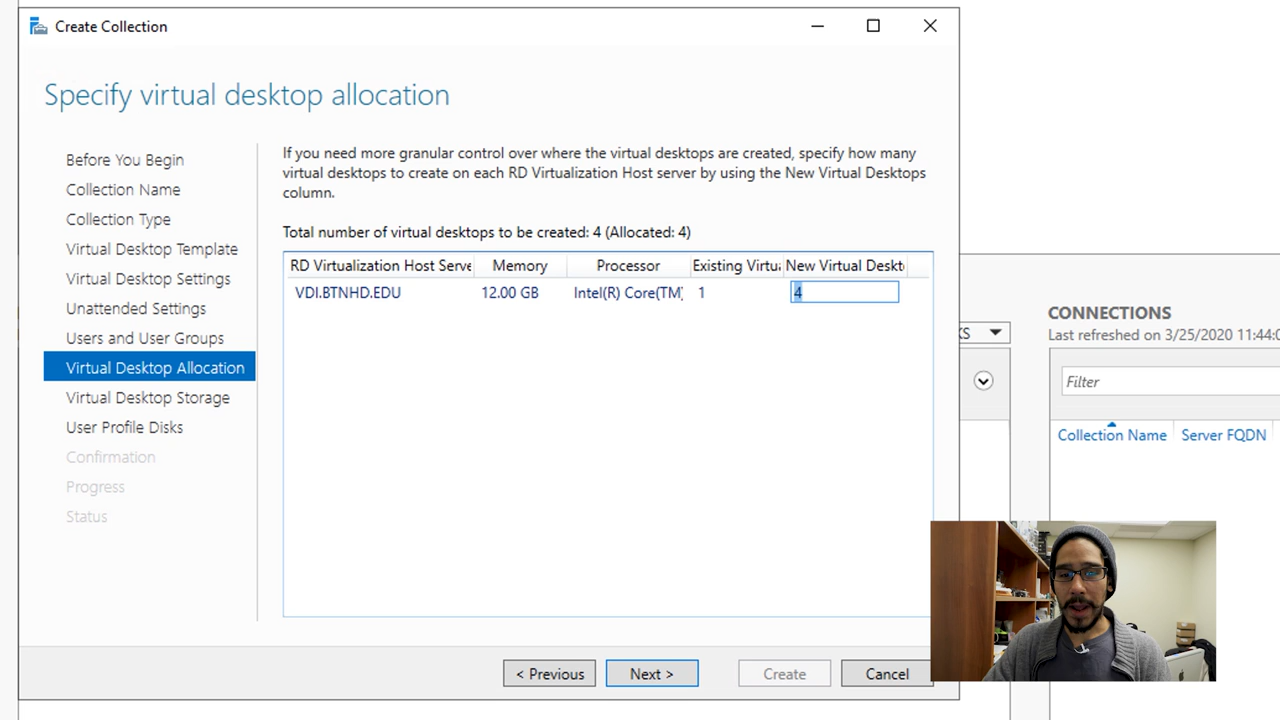 Create Collection
Specify virtual desktop allocation
Before You Begin
Collection Name
Collection Type
Virtual Desktop Template
Virtual Desktop Settings
Unattended Settings
Users and User Groups
Virtual Desktop Allocation
Virtual Desktop Storage
User Profile Disks
Confirmation
Progress
Status
If you need more granular control over where the virtual desktops are created, specify how many
virtual desktops to create on each RD Virtualization Host server by using the New Virtual Desktops
column.
Total number of virtual desktops to be created: 4 (Allocated: 4)
RD Virtualization Host Serve Memory Processor Existing Virtu New Virtual Deskt
VDI.BTNHD.EDU 12.00 GB Intel(R) Core(TM) 1 4
< Previous Next > Create Cancel
KS
CONNECTIONS
Last refreshed on 3/25/2020 11:44:0
Filter
Collection Name Server FQDN